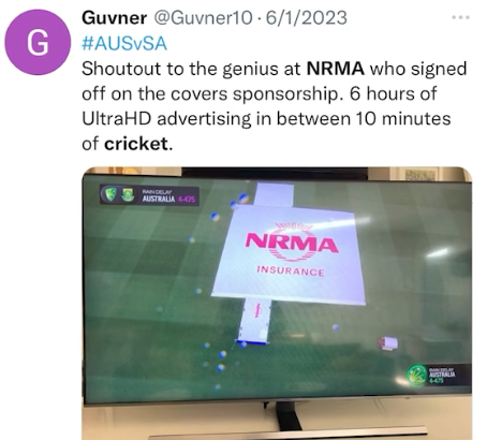 G
Guvner @Guvner10 · 6/1/2023
#AUSvSA
Shoutout to the genius at NRMA who signed
off on the covers sponsorship. 6 hours of
UltraHD advertising in between 10 minutes
of cricket.
RAIN DELAY
AUSTRALIA 4-475
NRMA
INSURANCE
RAIN DELAY
AUSTRALIA
4-475